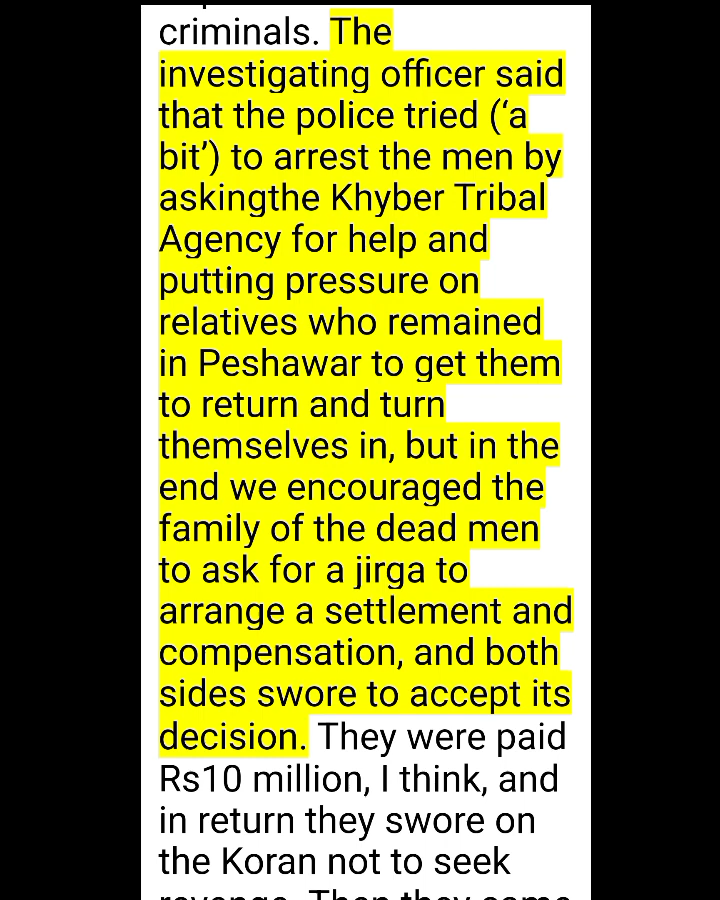 criminals. The
investigating officer said
that the police tried (‘a
bit’) to arrest the men by
askingthe Khyber Tribal
Agency for help and
putting pressure on
relatives who remained
in Peshawar to get them
to return and turn
themselves in, but in the
end we encouraged the
family of the dead men
to ask for a jirga to
arrange a settlement and
compensation, and both
sides swore to accept its
decision. They were paid
Rs10 million, I think, and
in return they swore on
the Koran not to seek
revenge. Then they came